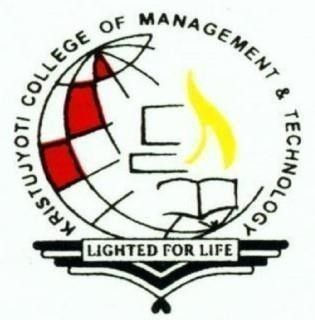 KRISTUJYOTI COLLEGE OF MANAGEMENT & TECHNOLOGY
LIGHTED FOR LIFE